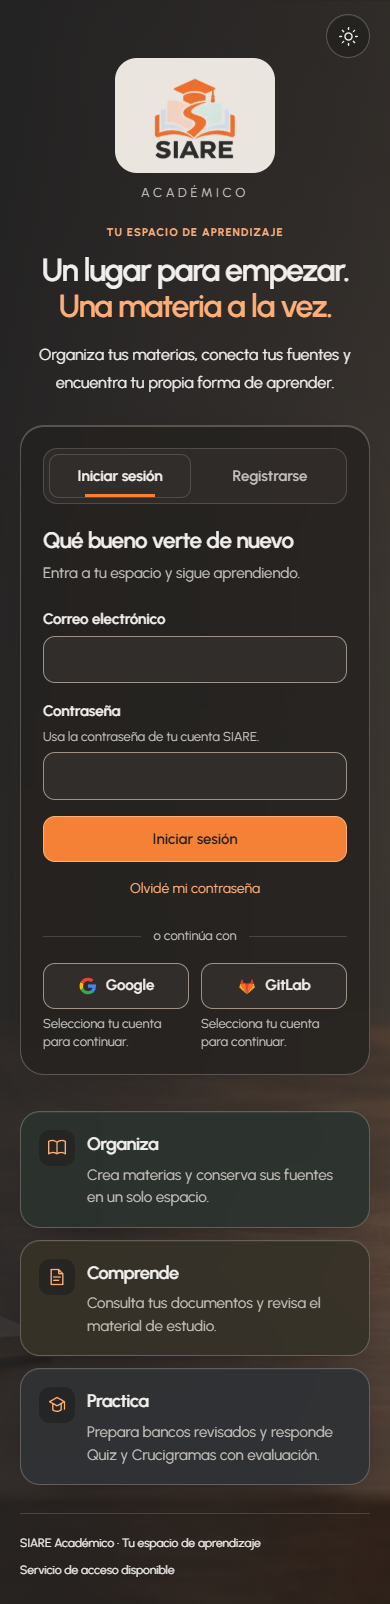 SIARE
ACADÉMICO
TU ESPACIO DE APRENDIZAJE
Un lugar para empezar.
Una materia a la vez.
Organiza tus materias, conecta tus fuentes y
encuentra tu propia forma de aprender.
Iniciar sesión
Registrarse
Qué bueno verte de nuevo
Entra a tu espacio y sigue aprendiendo.
Correo electrónico
Contraseña
Usa la contraseña de tu cuenta SIARE.
Iniciar sesión
Olvidé mi contraseña
o continúa con
Google
Selecciona tu cuenta
para continuar.
GitLab
Selecciona tu cuenta
para continuar.
Organiza
Crea materias y conserva sus fuentes
en un solo espacio.
Comprende
Consulta tus documentos y revisa el
material de estudio.
Practica
Prepara bancos revisados y responde
Quiz y Crucigramas con evaluación.
SIARE Académico · Tu espacio de aprendizaje
Servicio de acceso disponible